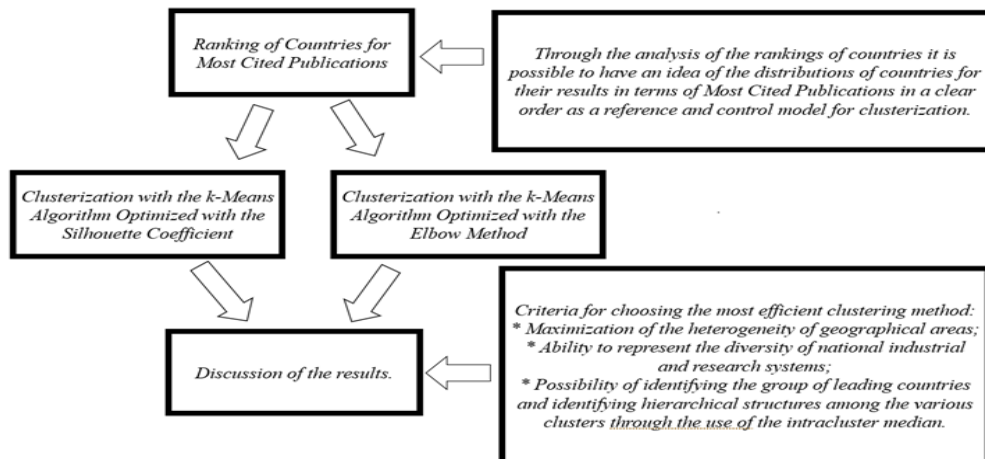 Ranking of Countries for
Most Cited Publications
Through the analysis of the rankings of countries it is
possible to have an idea of the distributions of countries for
their results in terms of Most Cited Publications in a clear
order as a reference and control model for clusterization.
Clusterization with the k-Means
Algorithm Optimized with the
Silhouette Coefficient
Clusterization with the k-Means
Algorithm Optimized with the
Elbow Method
Criteria for choosing the most efficient clustering method:
* Maximization of the heterogeneity of geographical areas;
* Ability to represent the diversity of national industrial
and research systems;
* Possibility of identifying the group of leading countries
and identifying hierarchical structures among the various
clusters through the use of the intracluster median.
Discussion of the results.